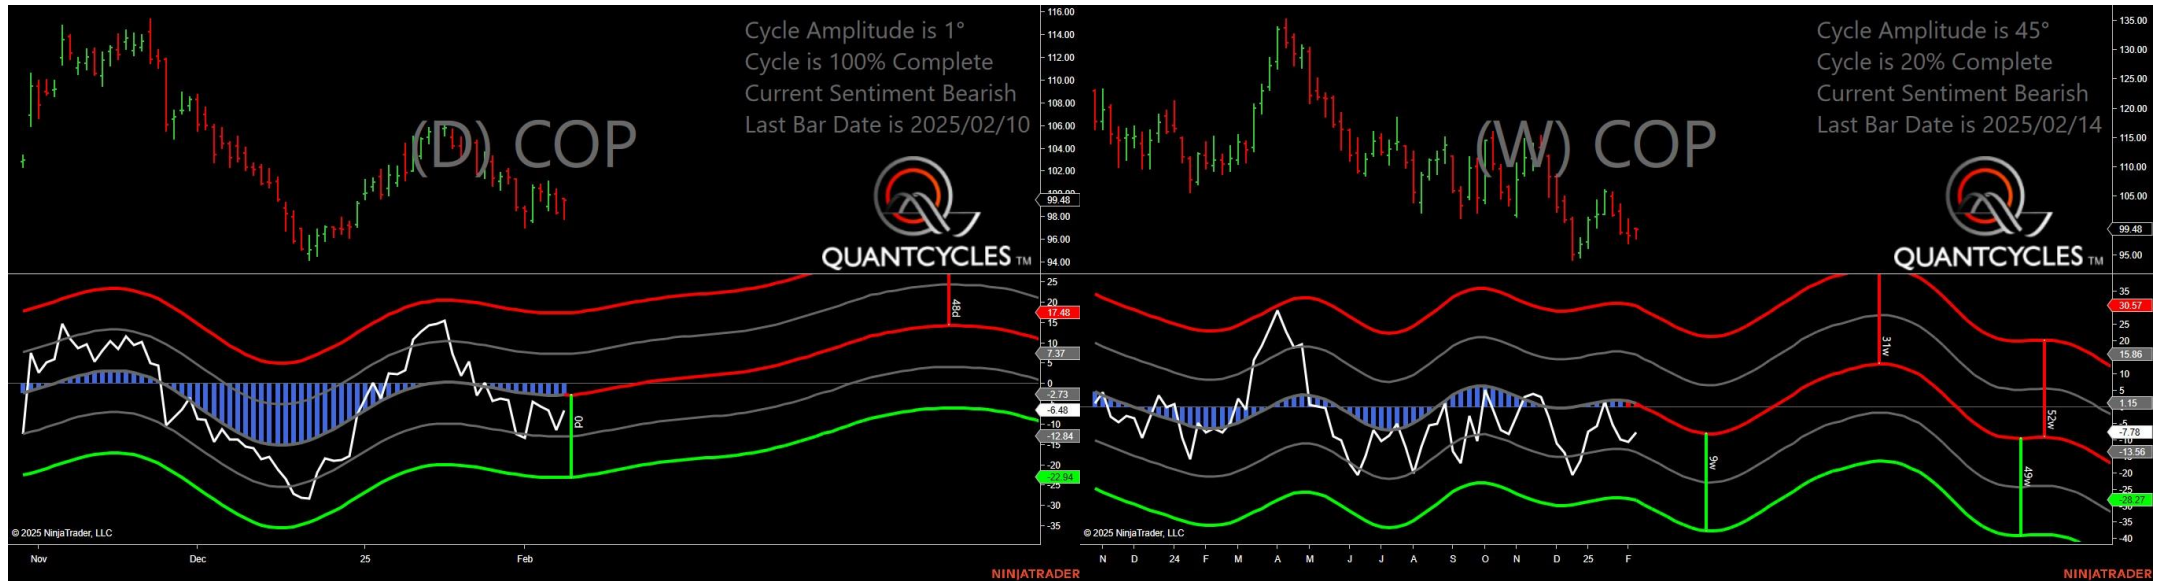 Cycle Amplitude is 1°
Cycle is 100% Complete
Current Sentiment Bearish
Last Bar Date is 2025/02/10
(D) COP
QUANTCYCLES TM
116.00
114.00
112.00
110.00
108.00
106.00
104.00
102.00
100.00
99.48
98.00
96.00
94.00
25
20
17.48
15
10
7.37
5
0
-2.73
-6.48
-10
-12.84
-15
-20
-22.94
-25
-30
-35
48d
0d
© 2025 NinjaTrader, LLC
Nov Dec 25 Feb
NINJATRADER
Cycle Amplitude is 45°
Cycle is 20% Complete
Current Sentiment Bearish
Last Bar Date is 2025/02/14
(W) COP
QUANTCYCLES TM
135.00
130.00
125.00
120.00
115.00
110.00
105.00
99.48
95.00
35
30.57
25
20
15.86
10
5
1.15
-7.78
-10
-13.56
-20
-25
-28.27
-30
-35
-40
9w
31w
49w
52w
© 2025 NinjaTrader, LLC
N D 24 F M A M J J A S O N D 25 F
NINJATRADER